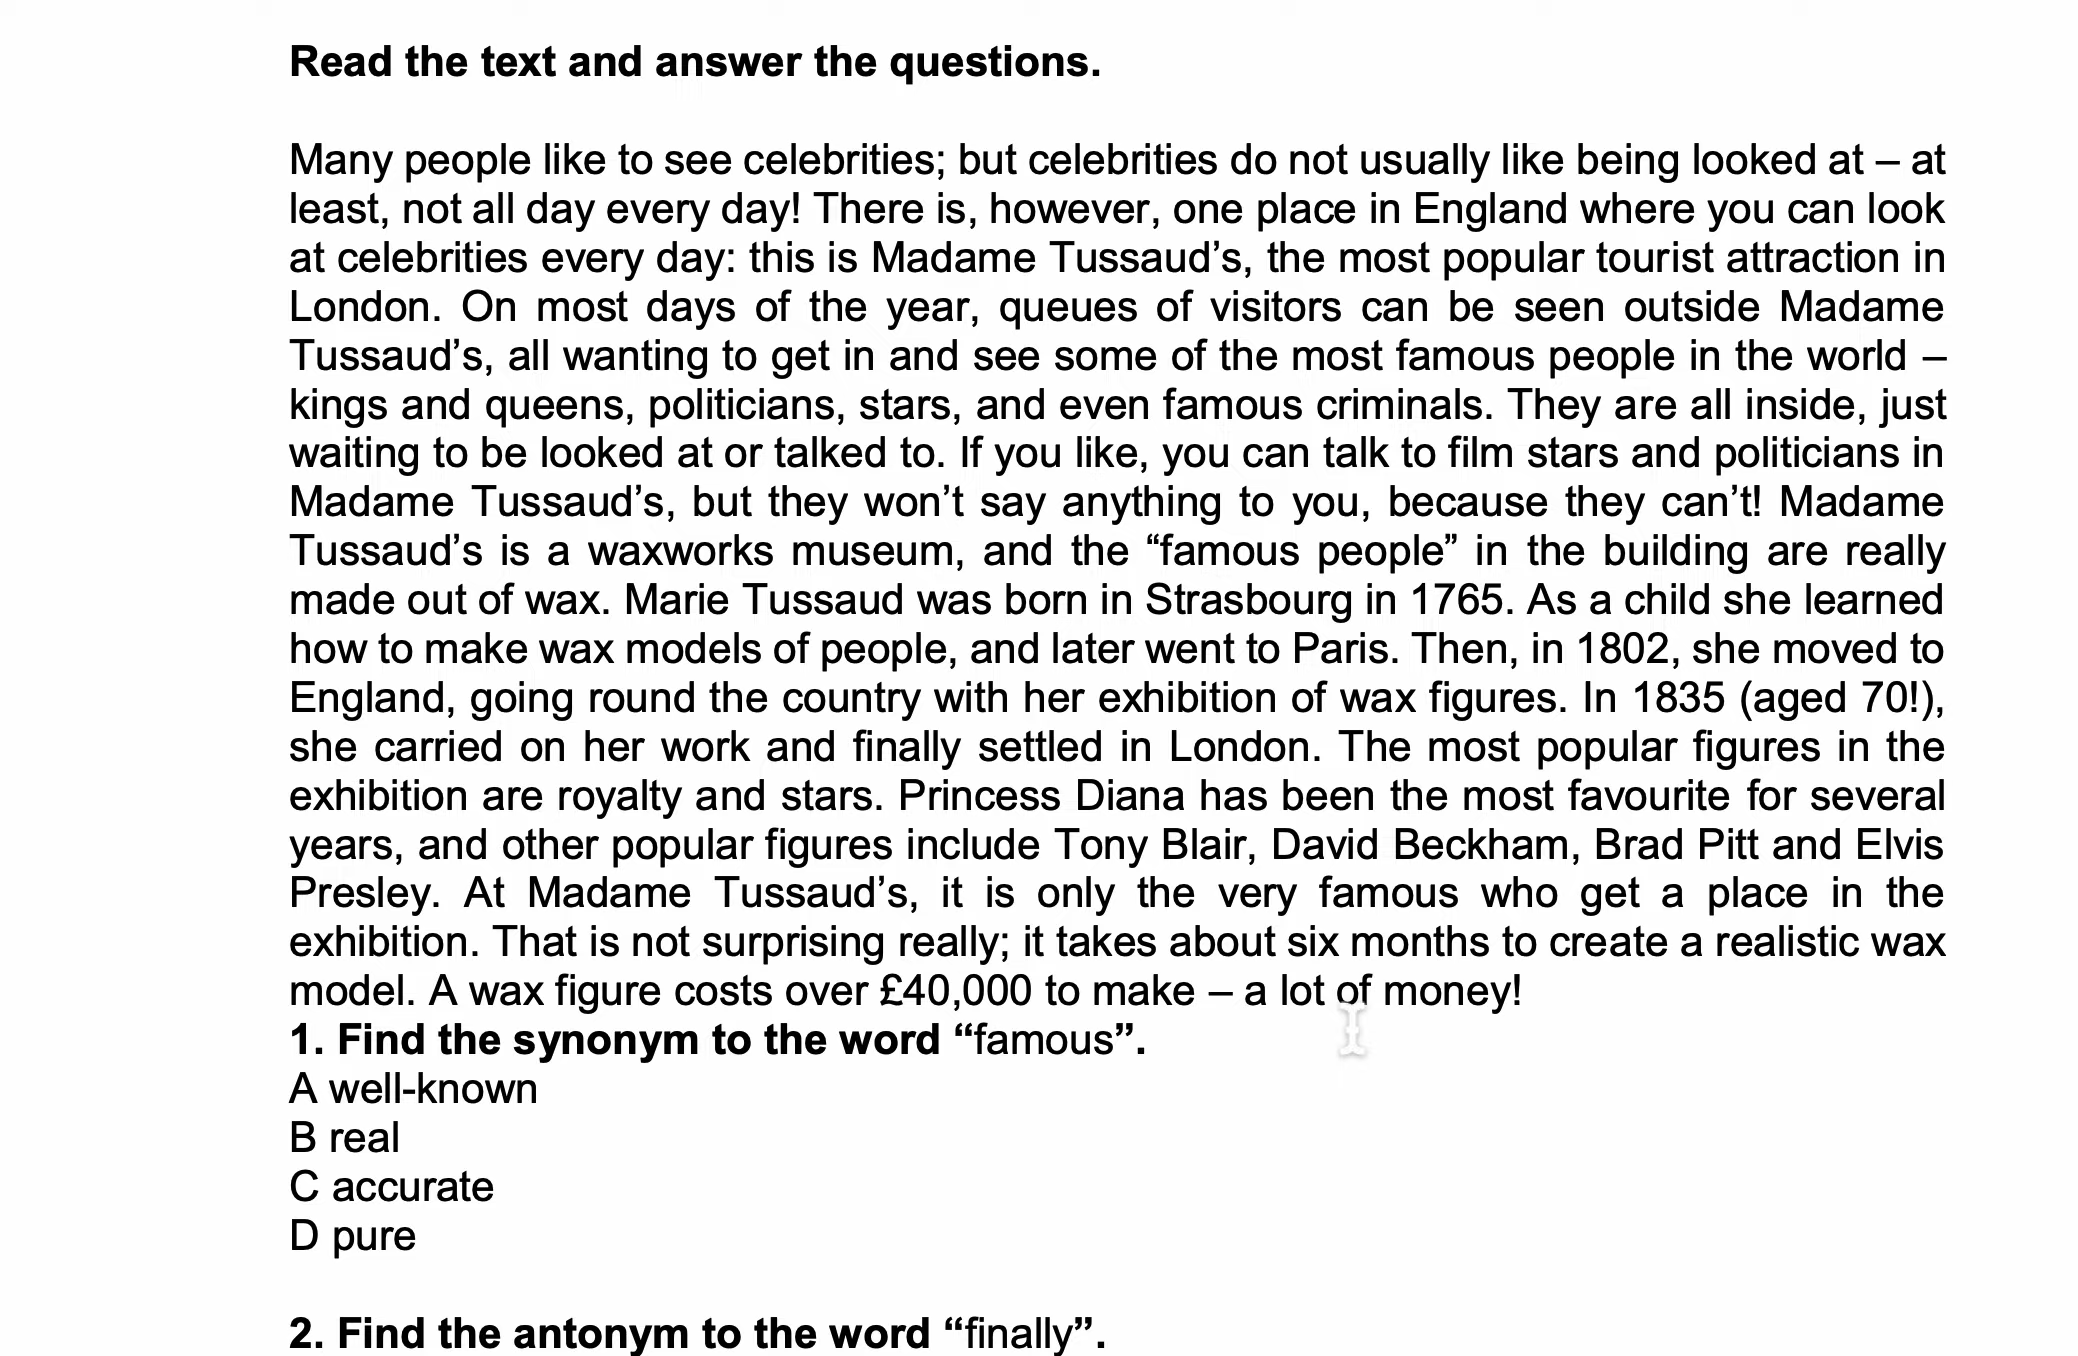 Read the text and answer the questions.
Many people like to see celebrities; but celebrities do not usually like being looked at – at
least, not all day every day! There is, however, one place in England where you can look
at celebrities every day: this is Madame Tussaud’s, the most popular tourist attraction in
London. On most days of the year, queues of visitors can be seen outside Madame
Tussaud’s, all wanting to get in and see some of the most famous people in the world –
kings and queens, politicians, stars, and even famous criminals. They are all inside, just
waiting to be looked at or talked to. If you like, you can talk to film stars and politicians in
Madame Tussaud’s, but they won’t say anything to you, because they can’t! Madame
Tussaud’s is a waxworks museum, and the “famous people” in the building are really
made out of wax. Marie Tussaud was born in Strasbourg in 1765. As a child she learned
how to make wax models of people, and later went to Paris. Then, in 1802, she moved to
England, going round the country with her exhibition of wax figures. In 1835 (aged 70!),
she carried on her work and finally settled in London. The most popular figures in the
exhibition are royalty and stars. Princess Diana has been the most favourite for several
years, and other popular figures include Tony Blair, David Beckham, Brad Pitt and Elvis
Presley. At Madame Tussaud’s, it is only the very famous who get a place in the
exhibition. That is not surprising really; it takes about six months to create a realistic wax
model. A wax figure costs over £40,000 to make – a lot of money!
1. Find the synonym to the word “famous”.
A well-known
B real
C accurate
D pure
2. Find the antonym to the word “finally”.